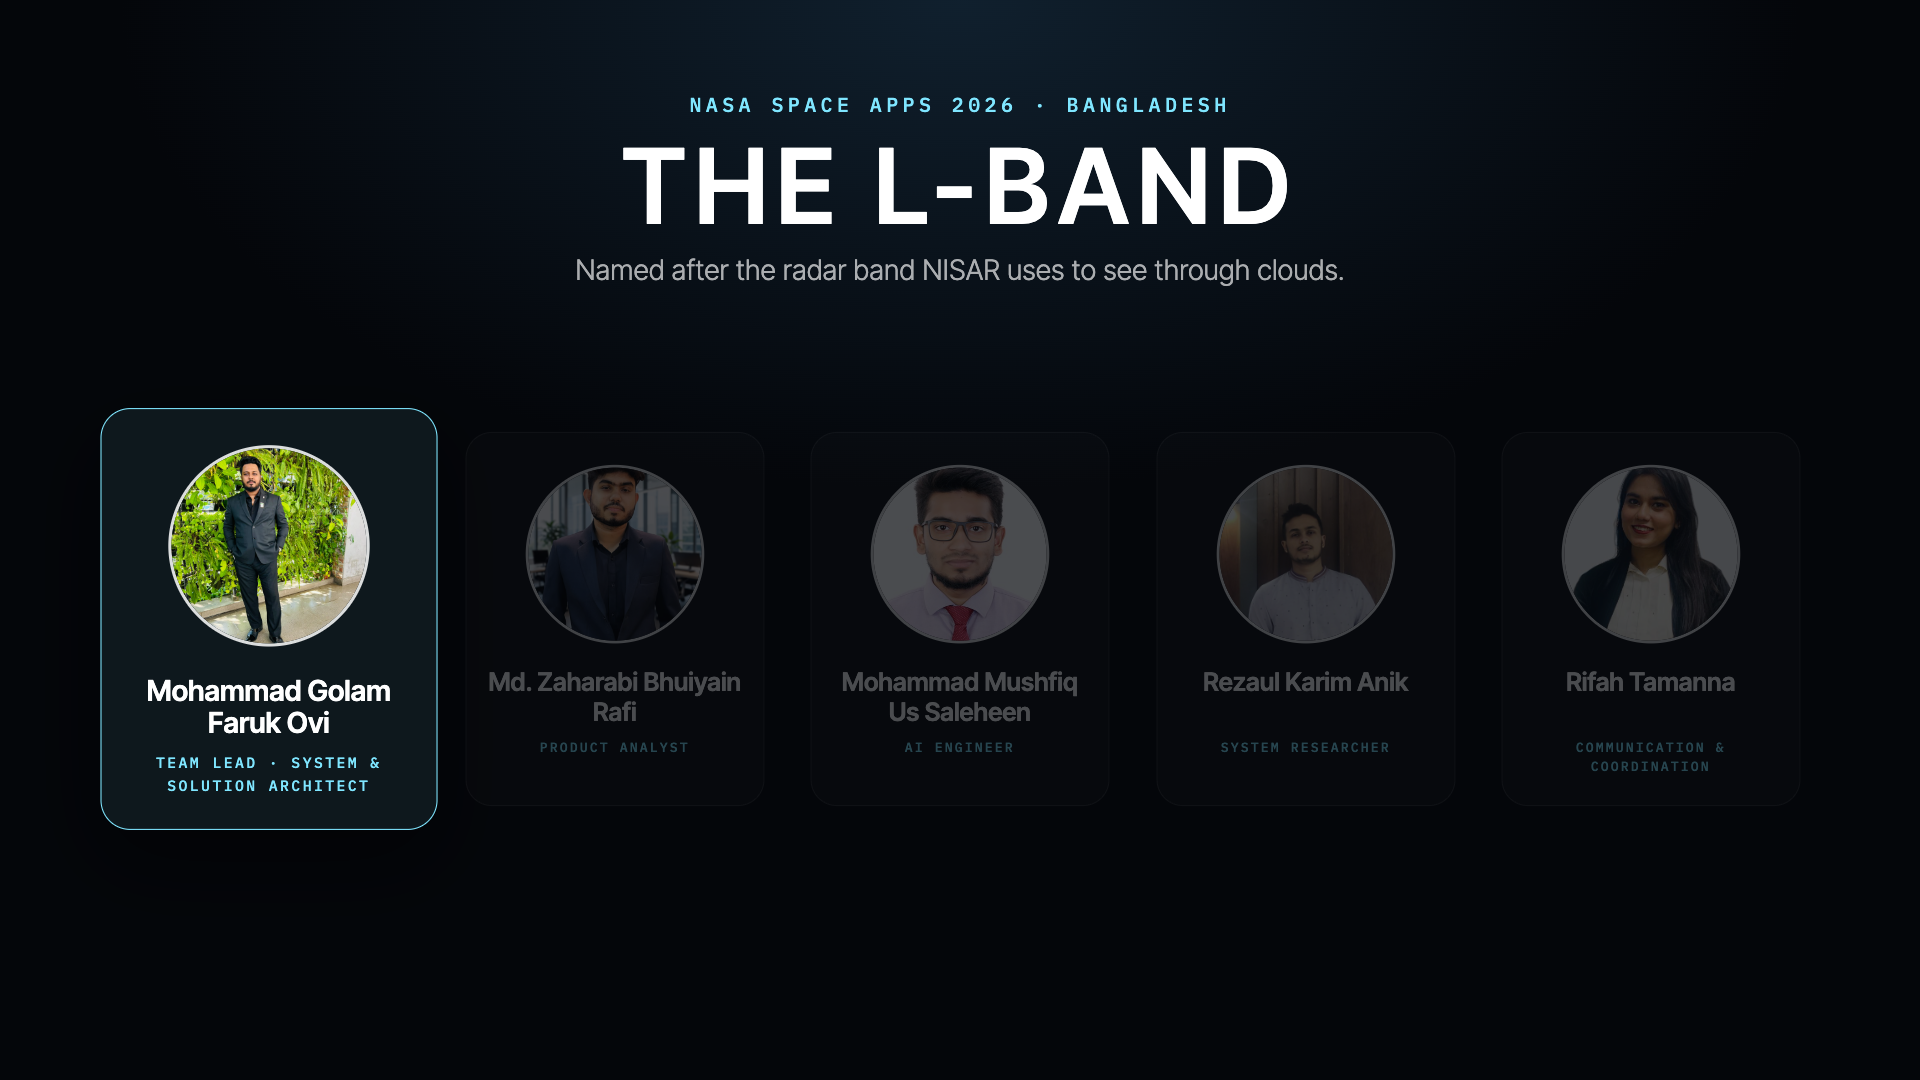 NASA SPACE APPS 2026 · BANGLADESH
THE L-BAND
Named after the radar band NISAR uses to see through clouds.
Mohammad Golam
Faruk Ovi
TEAM LEAD · SYSTEM &
SOLUTION ARCHITECT
Md. Zaharabi Bhuiyain
Rafi
PRODUCT ANALYST
Mohammad Mushfiq
Us Saleheen
AI ENGINEER
Rezaul Karim Anik
SYSTEM RESEARCHER
Rifah Tamanna
COMMUNICATION &
COORDINATION